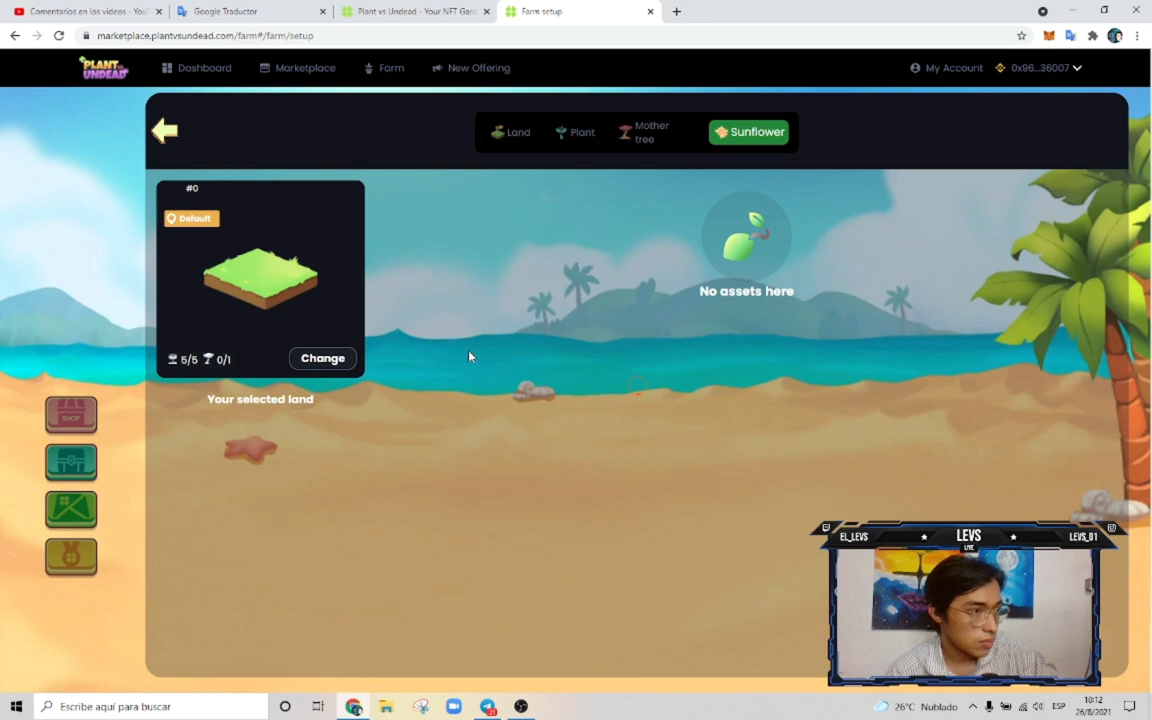 Comentarios en los videos - You
Google Traductor
Plant vs Undead - Your NFT Gard
Farm setup
marketplace.plantvsundead.com/farm#/farm/setup
PLANT
UNDEAD
Dashboard
Marketplace
Farm
New Offering
My Account
0x96...36007
Land
Plant
Mother
tree
Sunflower
#0
Default
5/5
0/1
Change
Your selected land
No assets here
SHOP
EL_LEVS
LEVS
LIVE
LEVS_01
Escribe aquí para buscar
26°C Nublado
ESP
10:12
26/8/2021